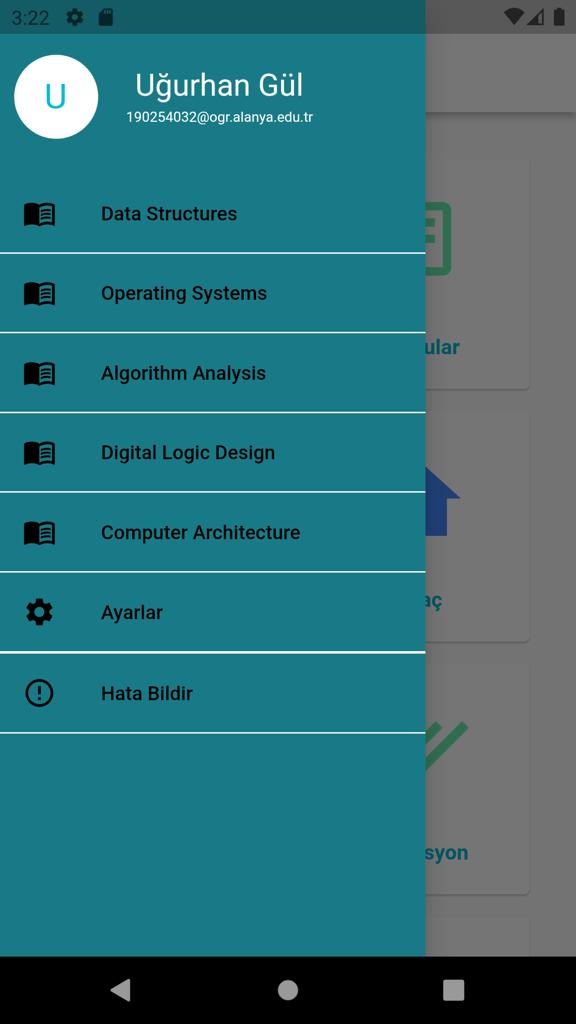 3:22
U
Uğurhan Gül
190254032@ogr.alanya.edu.tr
Data Structures
Operating Systems
Algorithm Analysis
Digital Logic Design
Computer Architecture
Ayarlar
Hata Bildir
ular
aç
syon